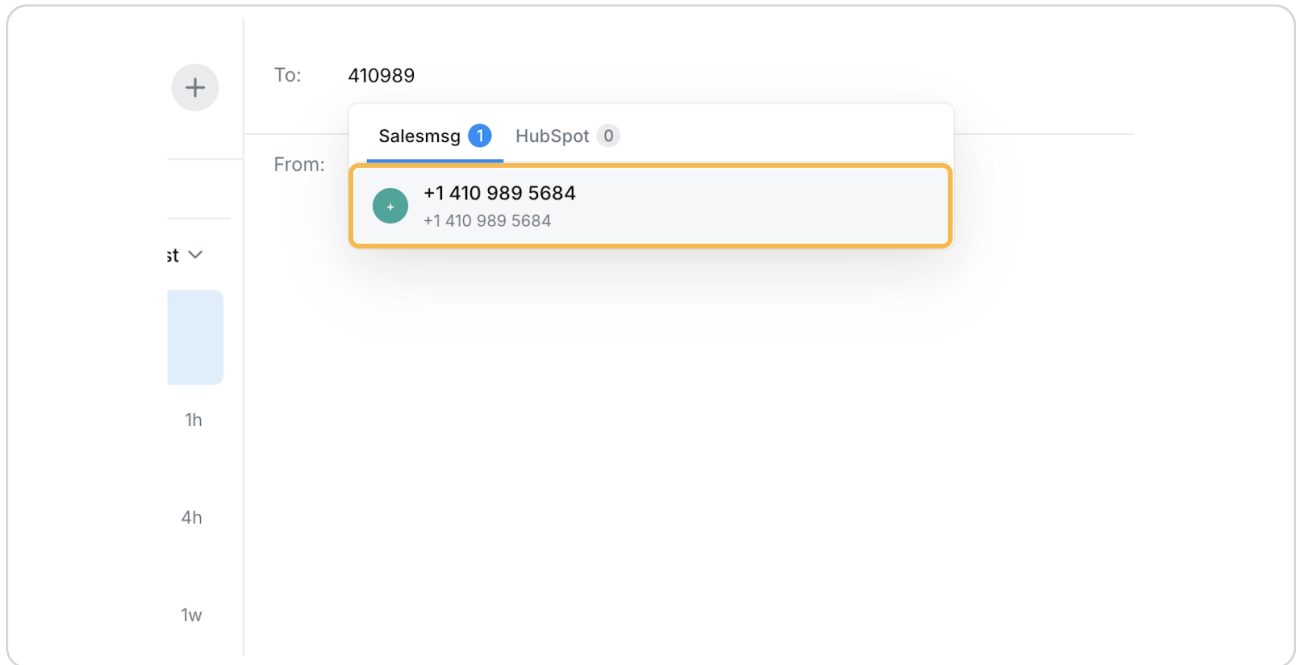 To: 410989
Salesmsg 1 HubSpot 0
From:
+ +1 410 989 5684
+1 410 989 5684
st
1h
4h
1w